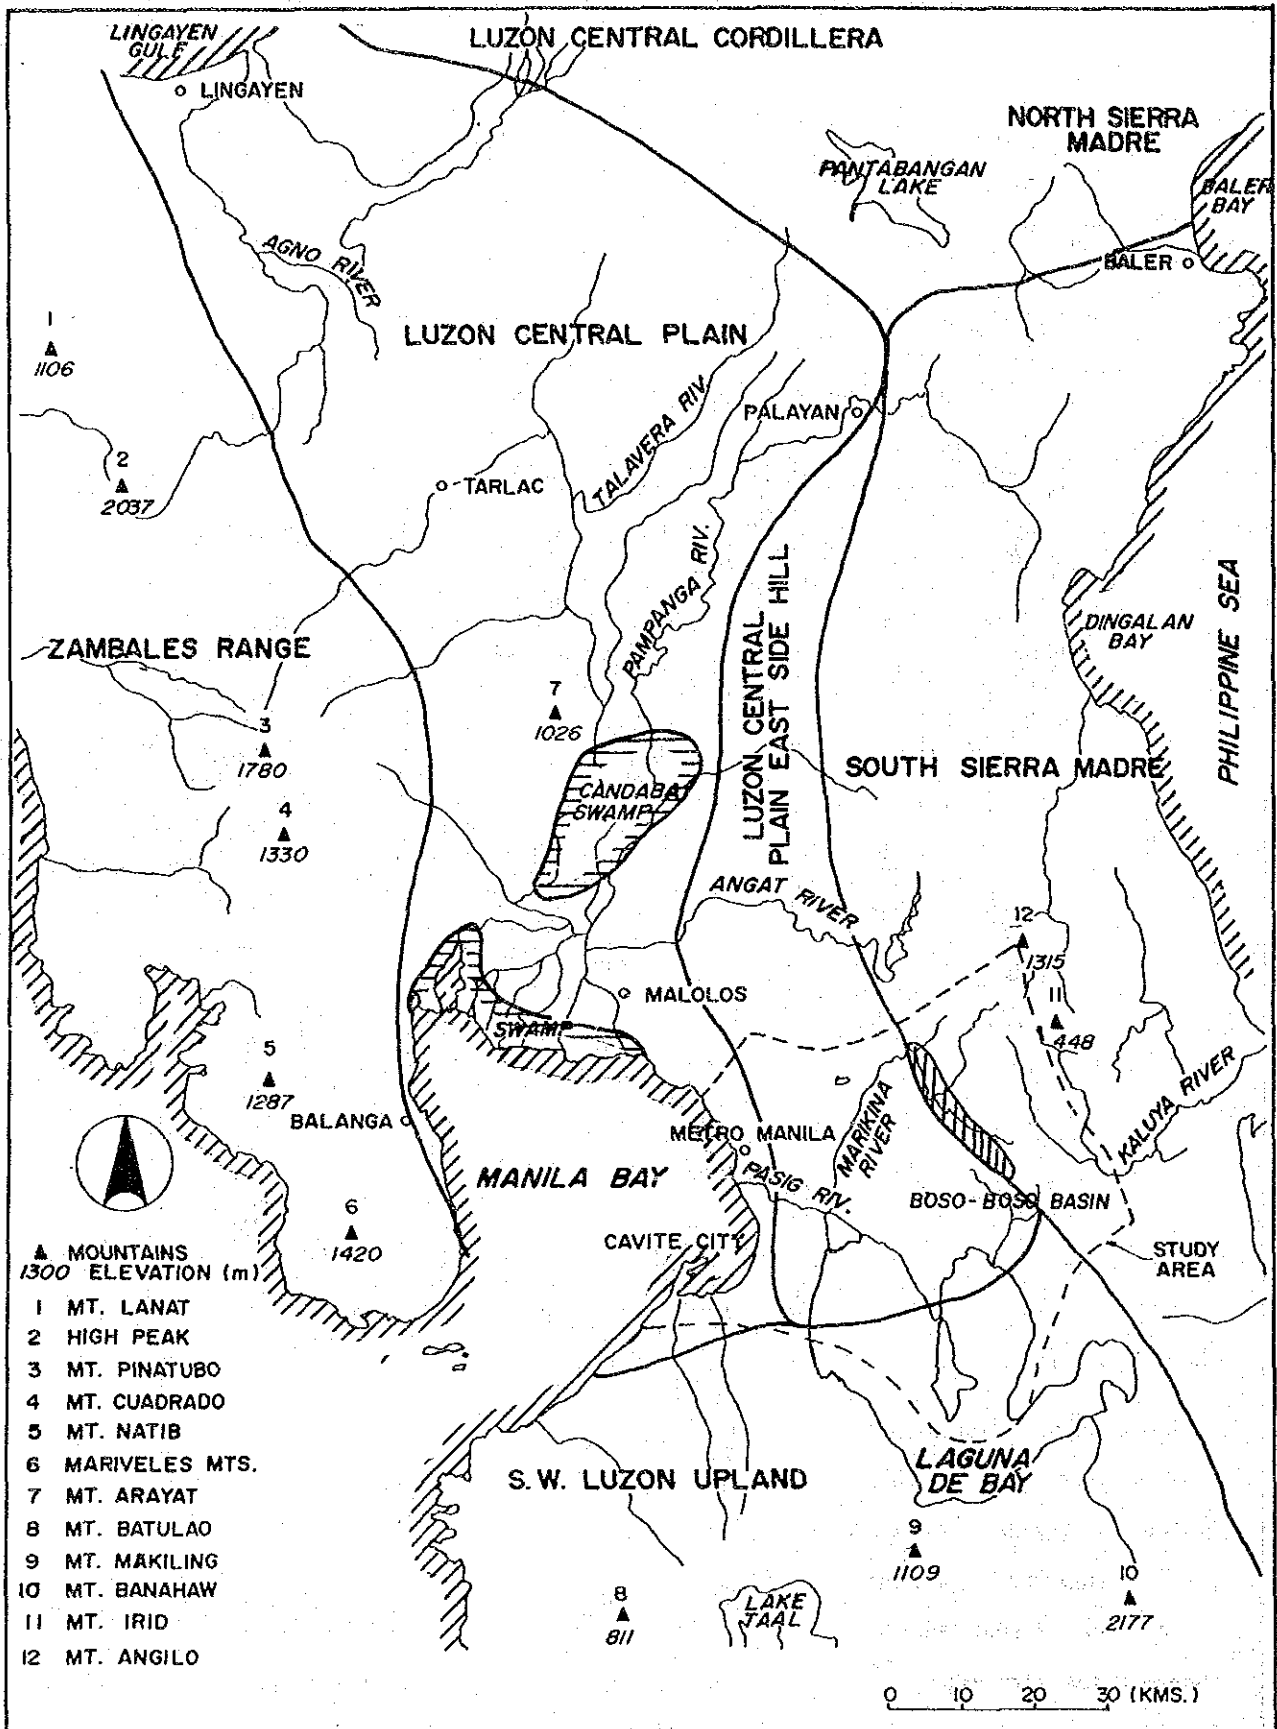 LINGAYEN
GULF
LUZON CENTRAL CORDILLERA
LINGAYEN
NORTH SIERRA
MADRE
PANTABANGAN
LAKE
BALER
BAY
AGNO RIVER
BALER
1
1106
LUZON CENTRAL PLAIN
TALAVERA RIV.
PALAYAN
2
2037
TARLAC
PAMPANGA RIV.
LUZON CENTRAL
PLAIN EAST SIDE HILL
DINGALAN
BAY
PHILIPPINE SEA
ZAMBALES RANGE
7
1026
3
1780
CANDABA
SWAMP
SOUTH SIERRA MADRE
4
1330
ANGAT RIVER
12
1315
MALOLOS
11
448
SWAMP
5
1287
BALANGA
METRO MANILA
MARIKINA
RIVER
KALUYA RIVER
MANILA BAY
PASIG RIV.
BOSO-BOSO BASIN
6
1420
CAVITE CITY
STUDY
AREA
MOUNTAINS
1300 ELEVATION (m)
1 MT. LANAT
2 HIGH PEAK
3 MT. PINATUBO
4 MT. CUADRADO
5 MT. NATIB
6 MARIVELES MTS.
7 MT. ARAYAT
8 MT. BATULAO
9 MT. MAKILING
10 MT. BANAHAW
11 MT. IRID
12 MT. ANGILO
S.W. LUZON UPLAND
LAGUNA
DE BAY
9
1109
10
2177
8
811
LAKE
TAAL
0 10 20 30 (KMS.)